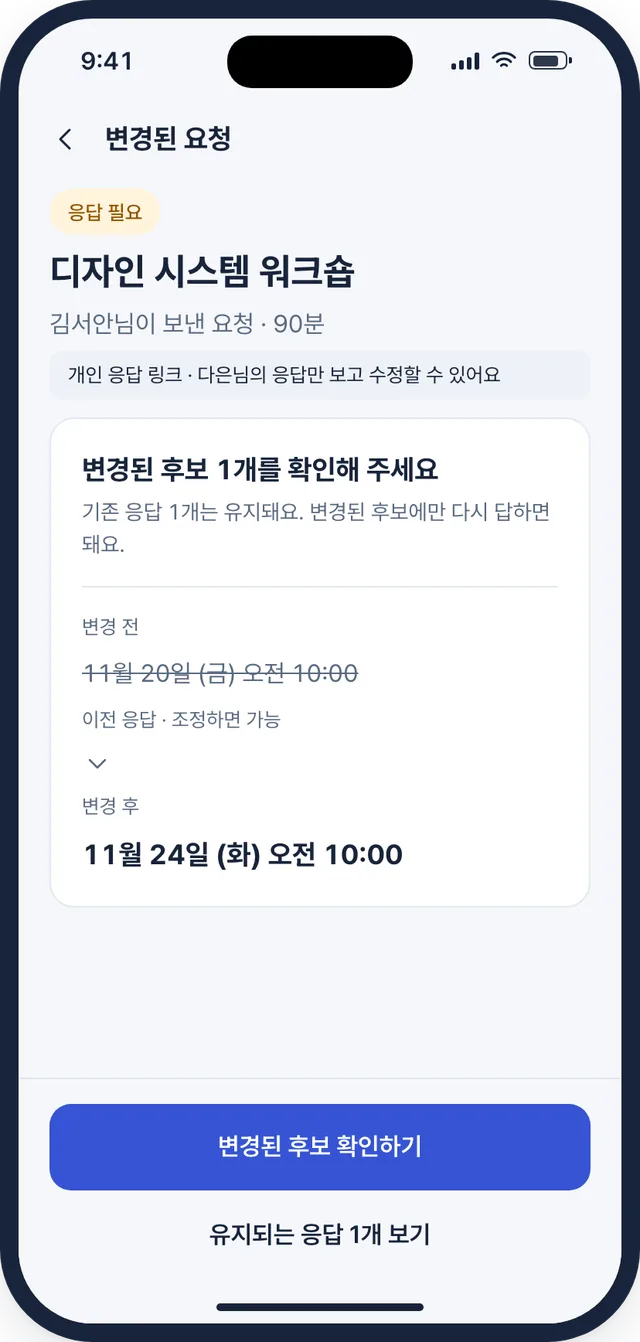 9:41
변경된 요청
응답 필요
디자인 시스템 워크숍
김서안님이 보낸 요청 · 90분
개인 응답 링크 · 다은님의 응답만 보고 수정할 수 있어요
변경된 후보 1개를 확인해 주세요
기존 응답 1개는 유지돼요. 변경된 후보에만 다시 답하면
돼요.
변경 전
11월 20일 (금) 오전 10:00
이전 응답 · 조정하면 가능
변경 후
11월 24일 (화) 오전 10:00
변경된 후보 확인하기
유지되는 응답 1개 보기